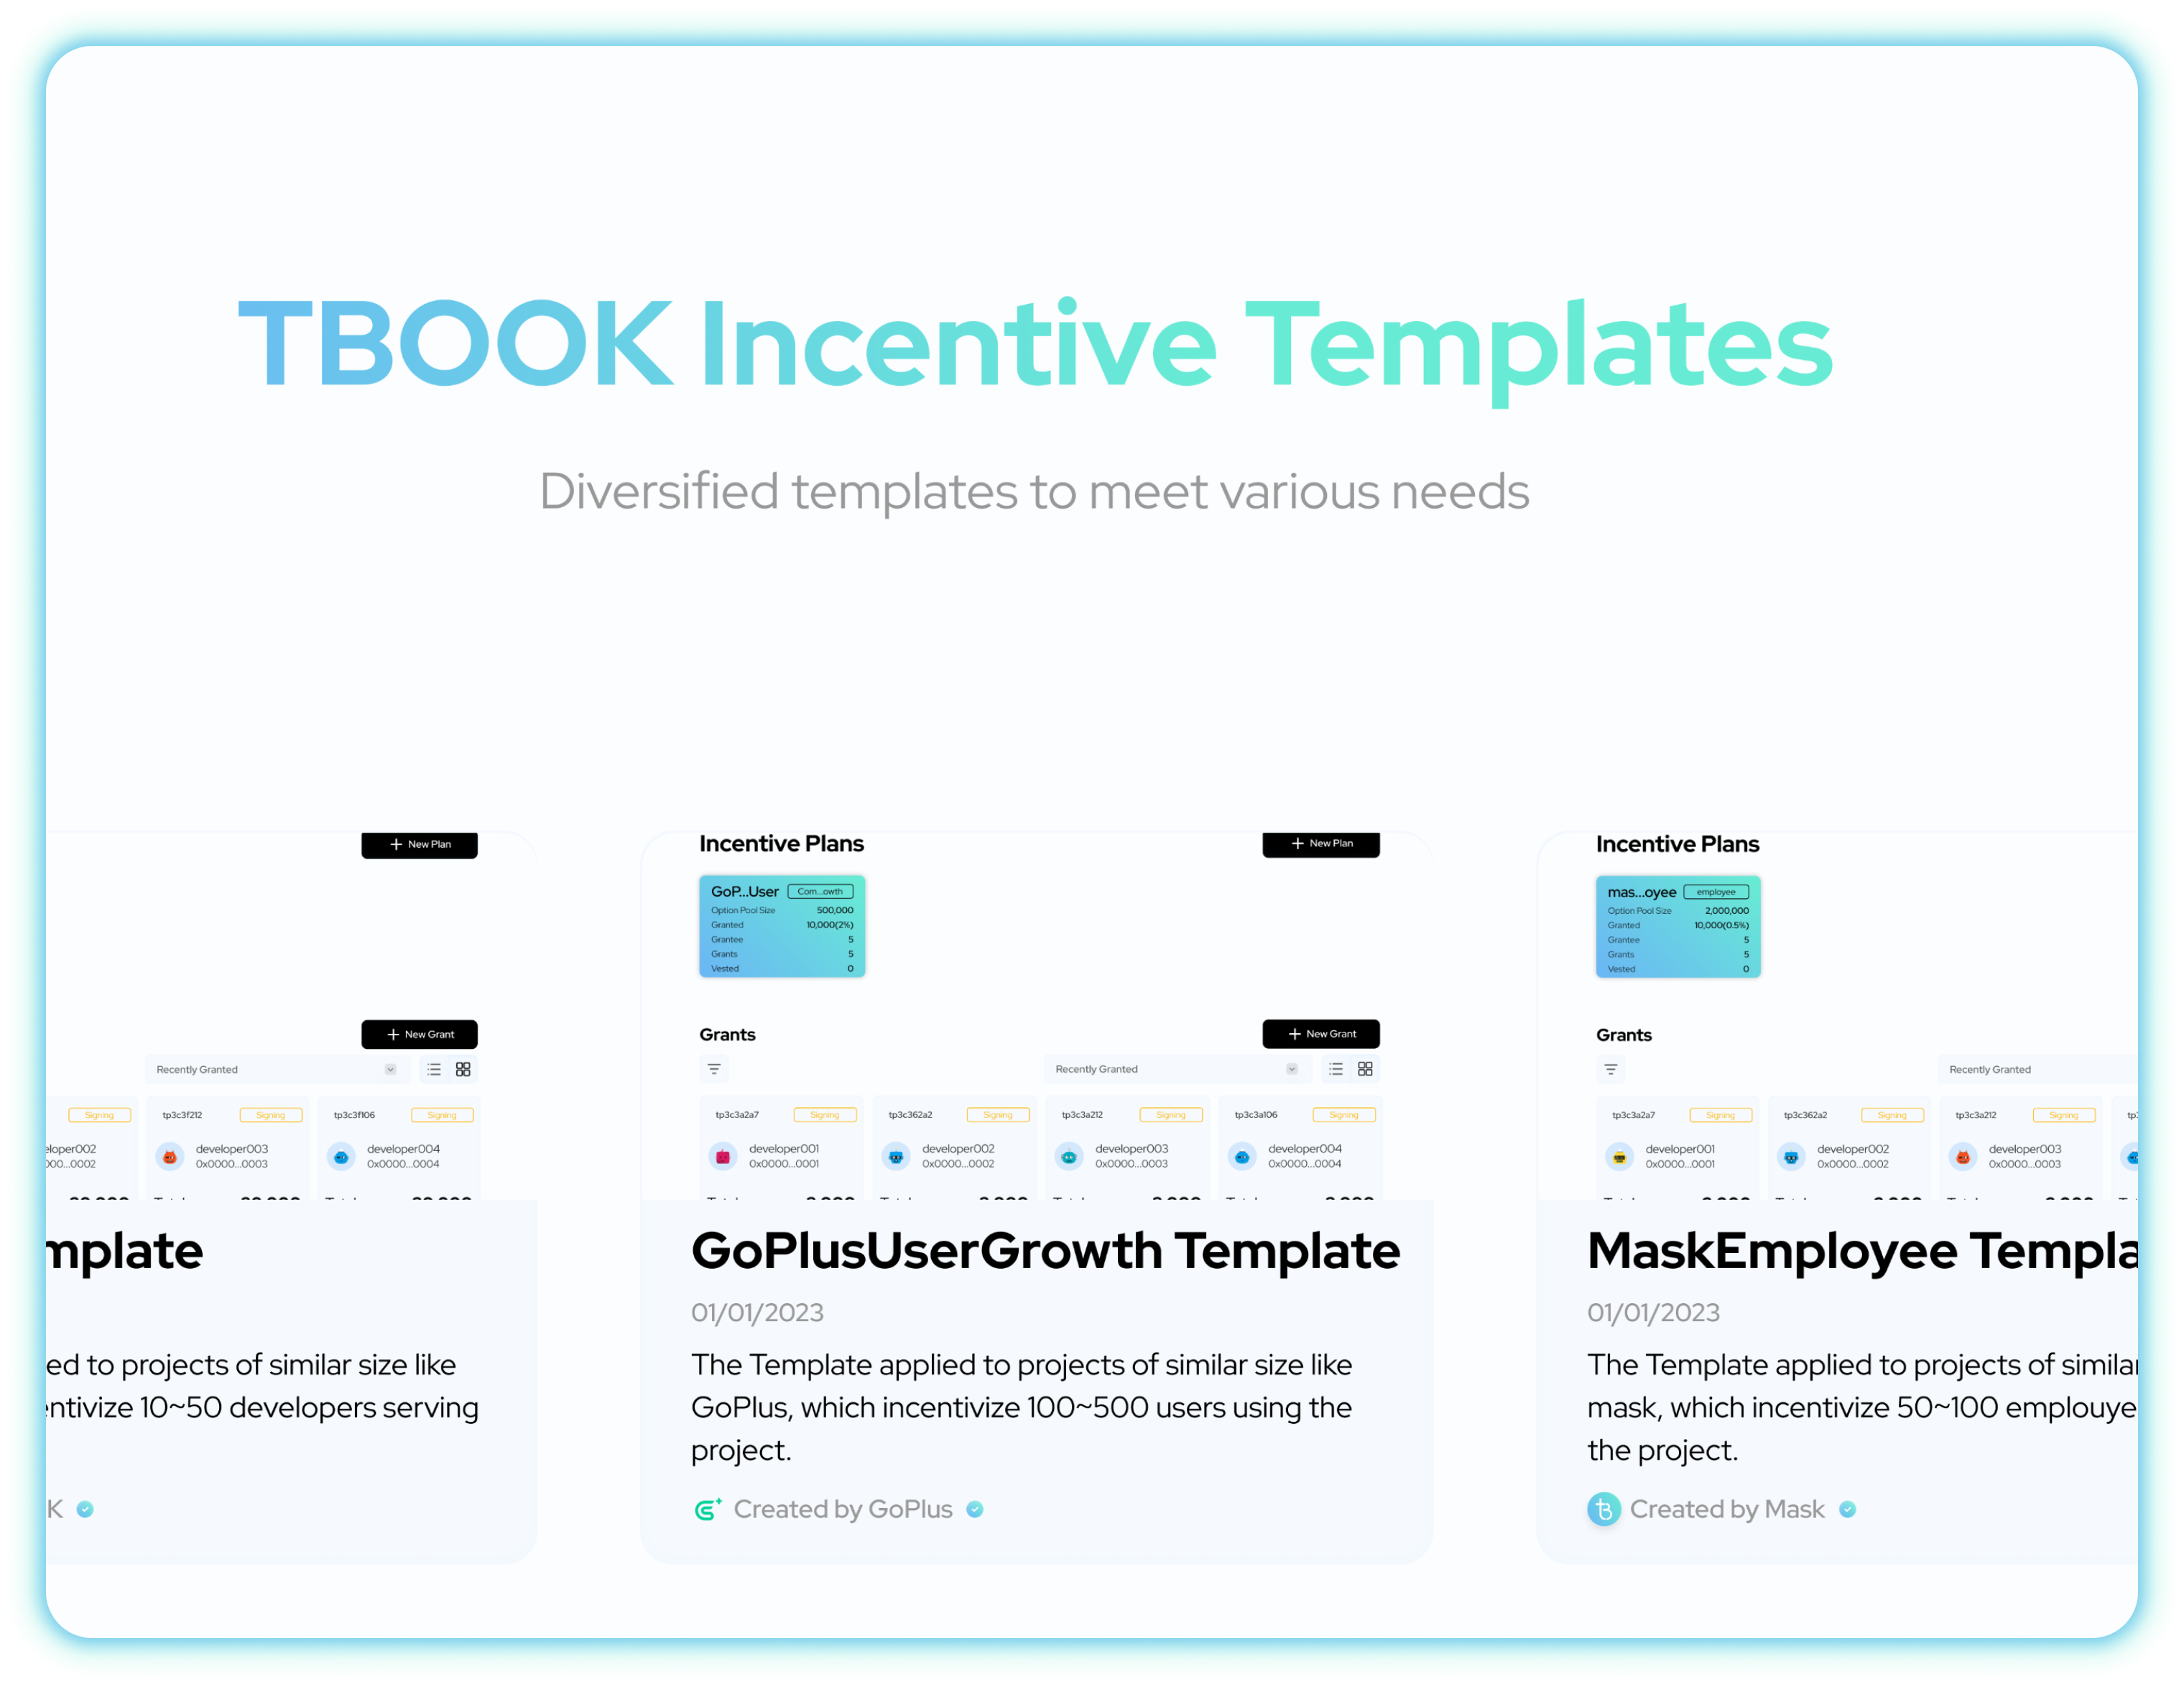 TBOOK Incentive Templates
Diversified templates to meet various needs
+ New Plan
+ New Grant
Recently Granted
Signing
tp3c3f212 Signing
tp3c3f1106 Signing
eloper002
000...0002
developer003
0x0000...0003
developer004
0x0000...0004
mplate
ed to projects of similar size like
entivize 10~50 developers serving
K
Incentive Plans
+ New Plan
GoP...User Com...owth
Option Pool Size 500,000
Granted 10,000(2%)
Grantee 5
Grants 5
Vested 0
Grants
+ New Grant
Recently Granted
tp3c3a2a7 Signing
tp3c362a2 Signing
tp3c3a212 Signing
tp3c3a106 Signing
developer001
0x0000...0001
developer002
0x0000...0002
developer003
0x0000...0003
developer004
0x0000...0004
GoPlusUserGrowth Template
01/01/2023
The Template applied to projects of similar size like
GoPlus, which incentivize 100~500 users using the
project.
Created by GoPlus
Incentive Plans
mas...oyee employee
Option Pool Size 2,000,000
Granted 10,000(0.5%)
Grantee 5
Grants 5
Vested 0
Grants
Recently Granted
tp3c3a2a7 Signing
tp3c362a2 Signing
tp3c3a212 Signing
developer001
0x0000...0001
developer002
0x0000...0002
developer003
0x0000...0003
MaskEmployee Templa
01/01/2023
The Template applied to projects of similar
mask, which incentivize 50~100 emplouye
the project.
Created by Mask